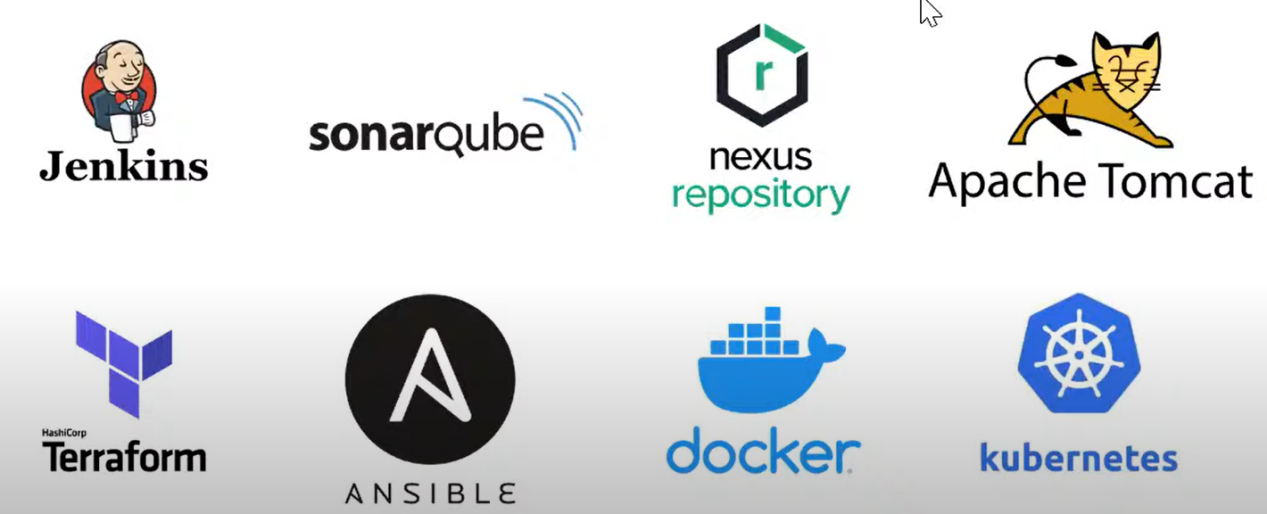 Jenkins
sonarqube
r
nexus
repository
Apache Tomcat
HashiCorp
Terraform
A
ANSIBLE
docker
kubernetes